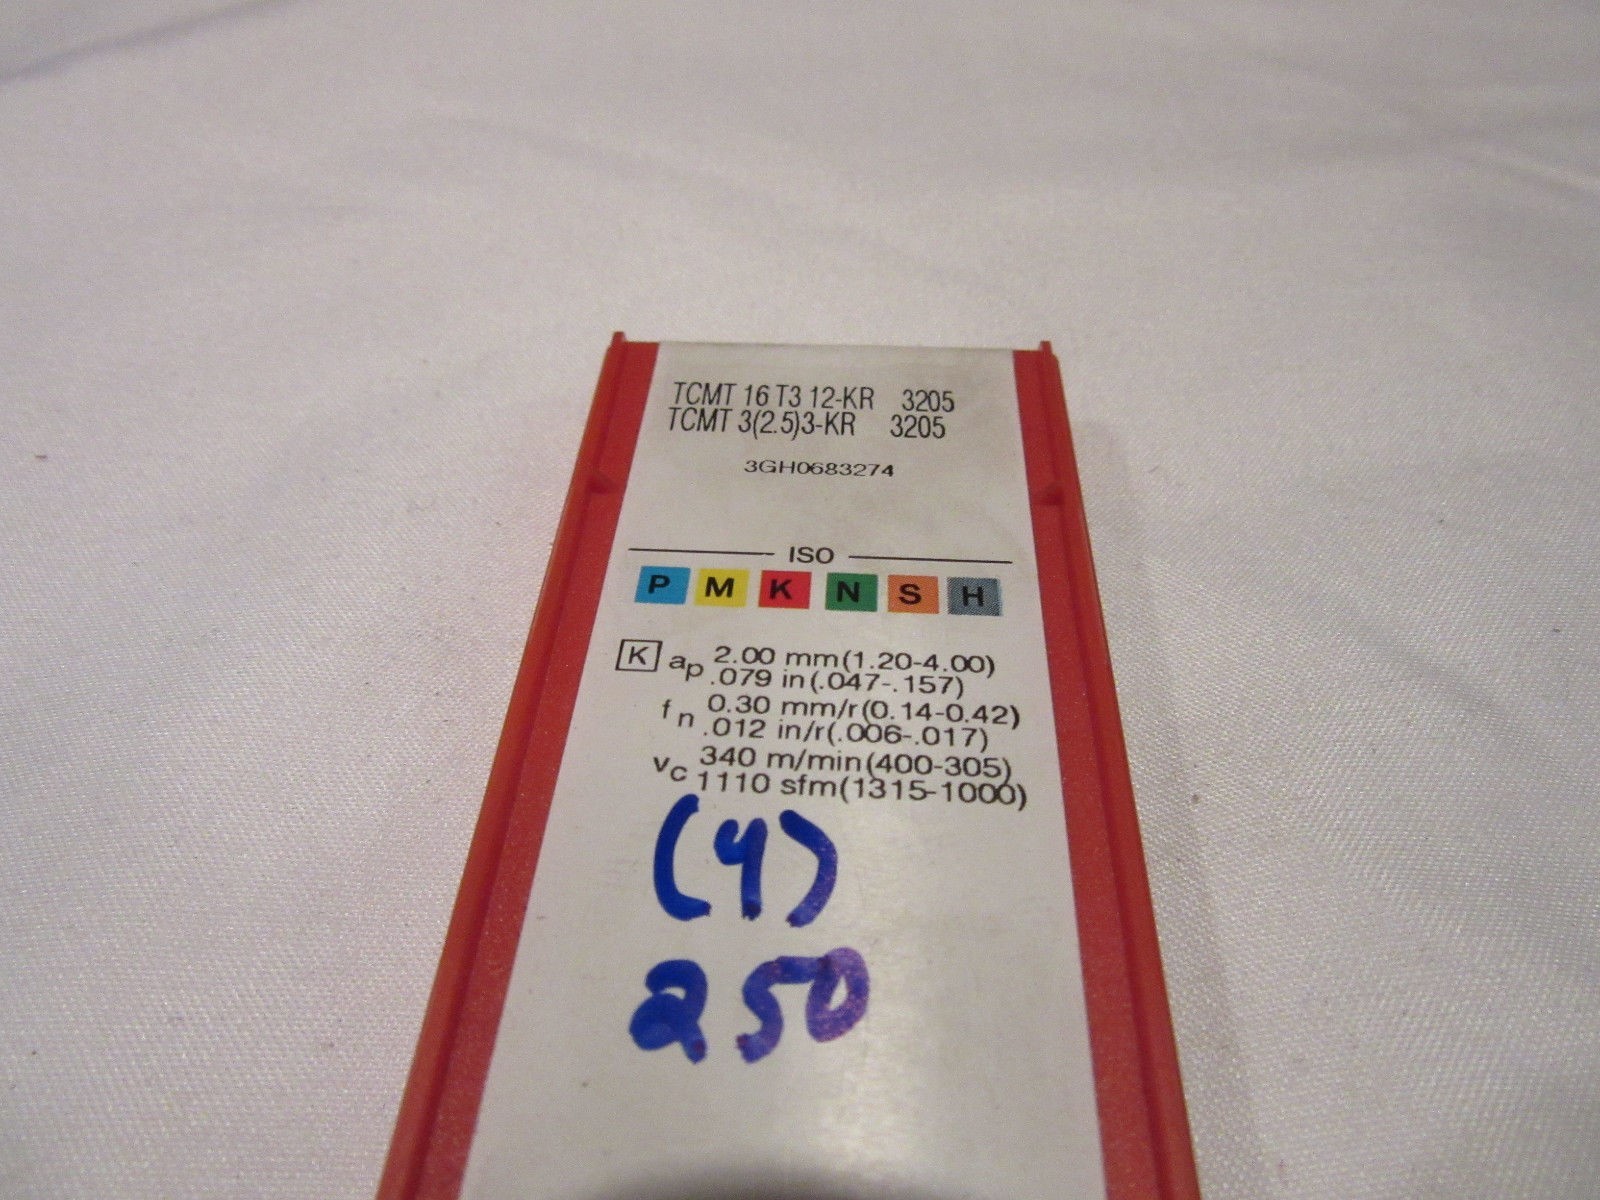 TCMT 16 T3 12-KR 3205
TCMT 3(2.5)3-KR 3205
3GH0683274
ISO
P M K N S H
K ap 2.00 mm(1.20-4.00)
.079 in(.047-.157)
fn 0.30 mm/r(0.14-0.42)
.012 in/r(.006-.017)
vc 340 m/min(400-305)
1110 sfm(1315-1000)
(4)
250